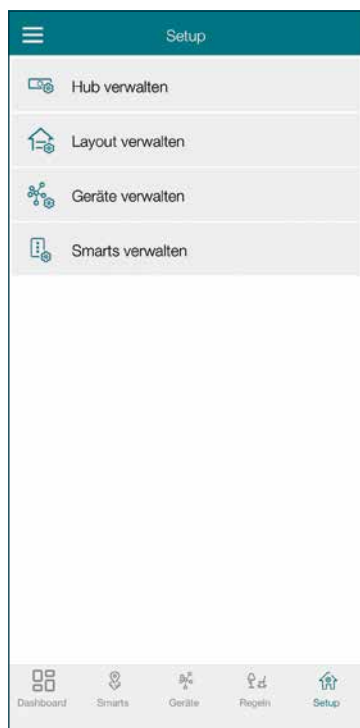 Setup
Hub verwalten
Layout verwalten
Geräte verwalten
Smarts verwalten
Dashboard Smarts Geräte Regeln Setup